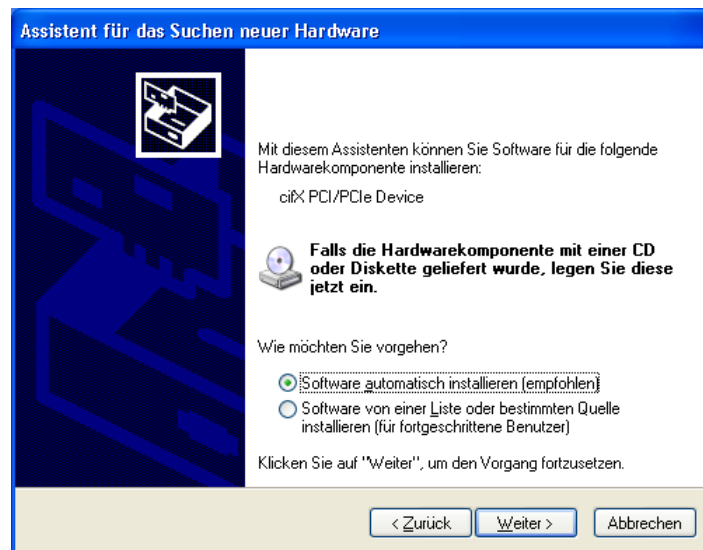 Assistent für das Suchen neuer Hardware
Mit diesem Assistenten können Sie Software für die folgende
Hardwarekomponente installieren:
cifX PCI/PCIe Device
Falls die Hardwarekomponente mit einer CD
oder Diskette geliefert wurde, legen Sie diese
jetzt ein.
Wie möchten Sie vorgehen?
Software automatisch installieren (empfohlen)
Software von einer Liste oder bestimmten Quelle
installieren (für fortgeschrittene Benutzer)
Klicken Sie auf "Weiter", um den Vorgang fortzusetzen.
< Zurück Weiter > Abbrechen